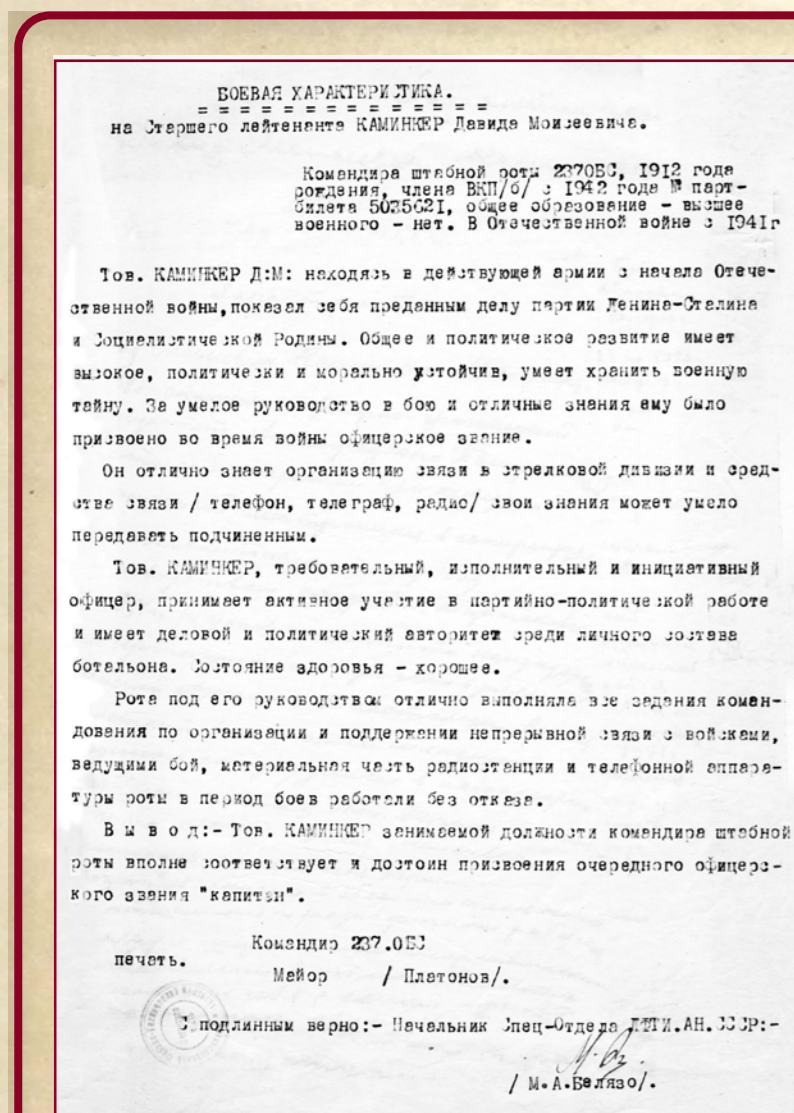 БОЕВАЯ ХАРАКТЕРИСТИКА.
= = = = = = = = = = = = = = =
на Старшего лейтенанта КАМИНКЕР Давида Моисеевича.
Командира штабной роты 237ОБС, 1912 года
рождения, члена ВКП/б/ с 1942 года № парт-
билета 5035621, общее образование – высшее
военного – нет. В Отечественной войне с 1941г
Тов. КАМИНКЕР Д:М: находясь в действующей армии с начала Отече-
ственной войны, показал себя преданным делу партии Ленина-Сталина
и Социалистической Родины. Общее и политическое развитие имеет
высокое, политически и морально устойчив, умеет хранить военную
тайну. За умелое руководство в бою и отличные знания ему было
присвоено во время войны офицерское звание.
Он отлично знает организацию связи в стрелковой дивизии и сред-
ства связи / телефон, телеграф, радио/ свои знания может умело
передавать подчиненным.
Тов. КАМИНКЕР, требовательный, исполнительный и инициативный
офицер, принимает активное участие в партийно-политической работе
и имеет деловой и политический авторитет среди личного состава
ботальона. Состояние здоровья – хорошее.
Рота под его руководством отлично выполняла все задания коман-
дования по организации и поддержании непрерывной связи с войсками,
ведущими бой, материальная часть радиостанции и телефонной аппара-
туры роты в период боев работали без отказа.
В ы в о д:- Тов. КАМИНКЕР занимаемой должности командира штабной
роты вполне соответствует и достоин присвоения очередного офицерс-
кого звания "капитан".
Командир 237.ОБС
печать.
Майор / Платонов/.
С подлинным верно:- Начальник Спец-Отдела ЛФТИ.АН.СССР:-
/ М.А.Белязо/.